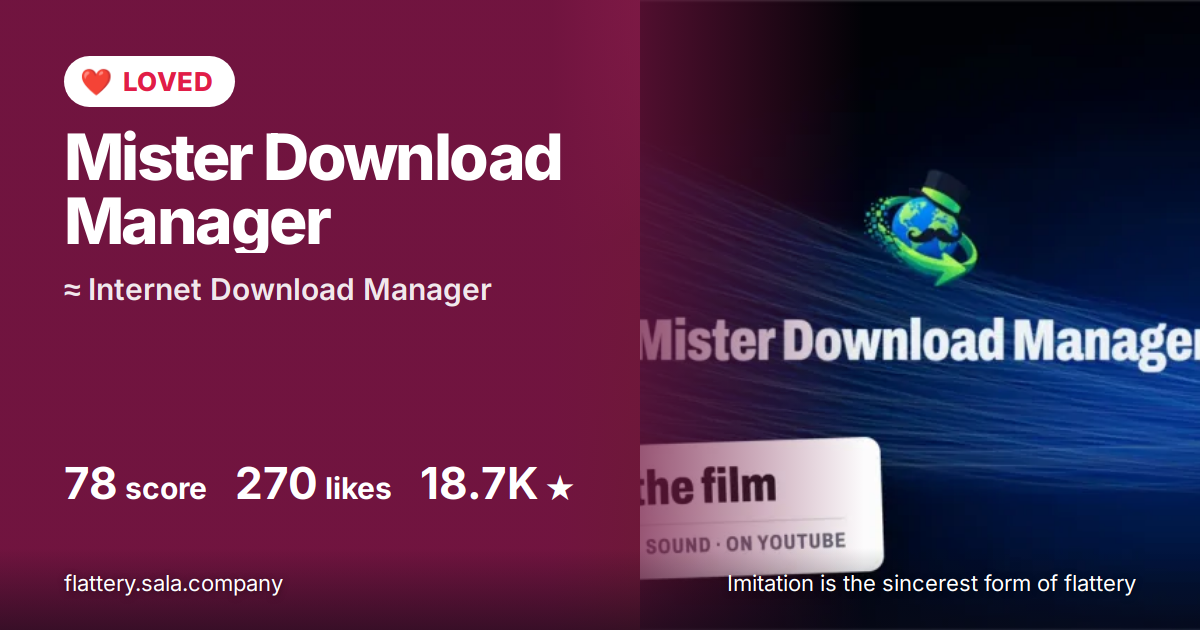 ❤️ LOVED
Mister Download
Manager
≈ Internet Download Manager
78 score 270 likes 18.7K ★
flattery.sala.company
Mister Download Manager
the film
SOUND · ON YOUTUBE
Imitation is the sincerest form of flattery